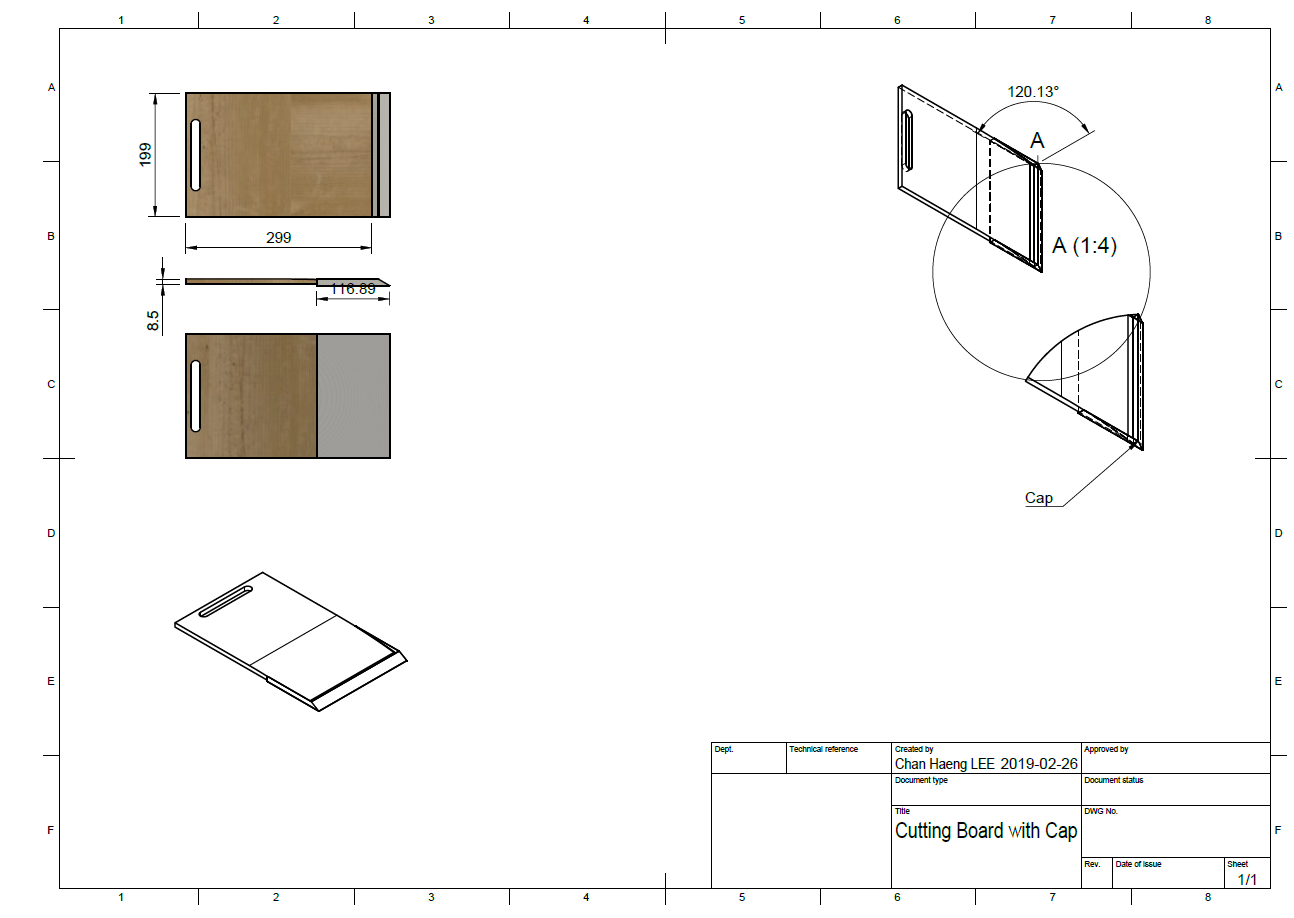 1 2 3 4 5 6 7 8
A A
120.13°
A
199
B A (1:4) B
299
116.89
8.5
C C
Cap
D D
E E
Dept. Technical reference Created by Approved by
Chan Haeng LEE 2019-02-26
Document type Document status
Title DWG No.
Cutting Board with Cap
F F
Rev. Date of issue Sheet
1/1
1 2 3 4 5 6 7 8